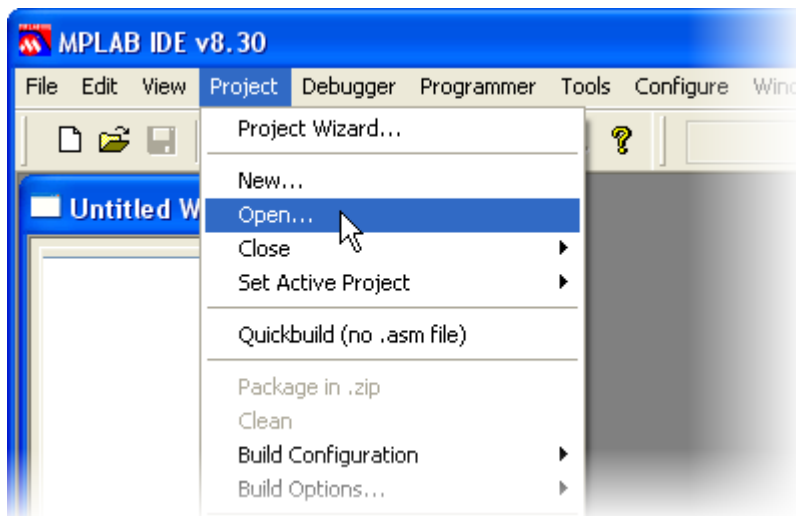 MPLAB IDE v8.30
File Edit View Project Debugger Programmer Tools Configure
Project Wizard...
New...
Untitled W
Open...
Close
Set Active Project
Quickbuild (no .asm file)
Package in .zip
Clean
Build Configuration
Build Options...